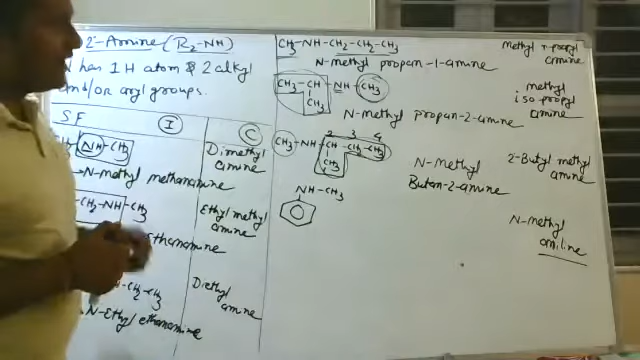 2°-Amine (R₂-NH)
N has 1 H atom & 2 alkyl
and/or aryl groups.
S F
I
C
NH-CH₃
Dimethyl
amine
→N-Methyl methanamine
-CH₂-NH-CH₃
Ethyl methyl
amine
Ethanamine
-CH₂-CH₃
Diethyl
amine
N-Ethyl ethanamine
CH₃-NH-CH₂-CH₂-CH₃
methyl n-propyl
amine
N-methyl propan-1-amine
CH₃-CH-NH-CH₃
CH₃
methyl
isopropyl
amine
N-methyl propan-2-amine
2 3 4
CH₃-NH-CH-CH₂-CH₃
CH₃
1
N-Methyl
Butan-2-amine
2-Butyl methyl
amine
NH-CH₃
N-methyl
aniline